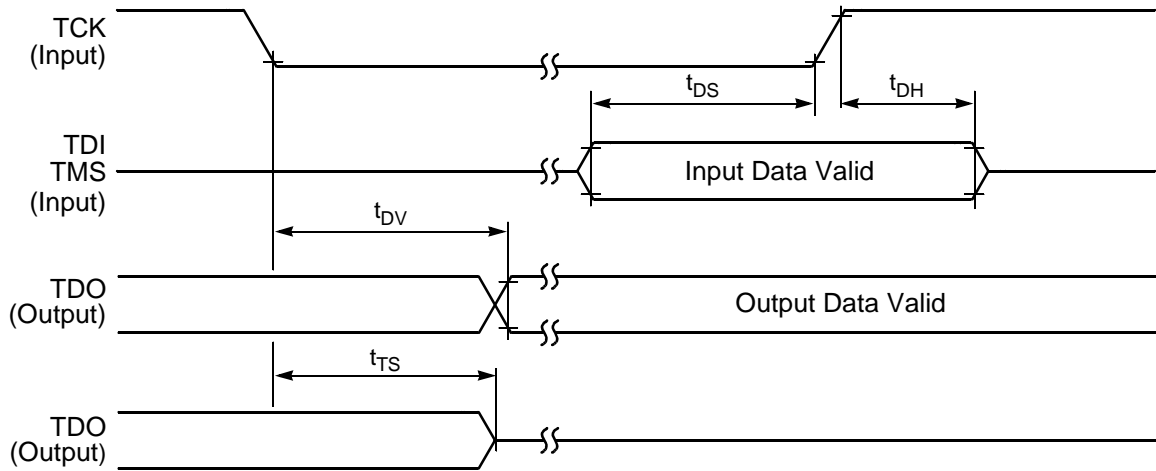 TCK
(Input)
tDS
tDH
TDI
TMS
(Input)
Input Data Valid
tDV
TDO
(Output)
Output Data Valid
tTS
TDO
(Output)